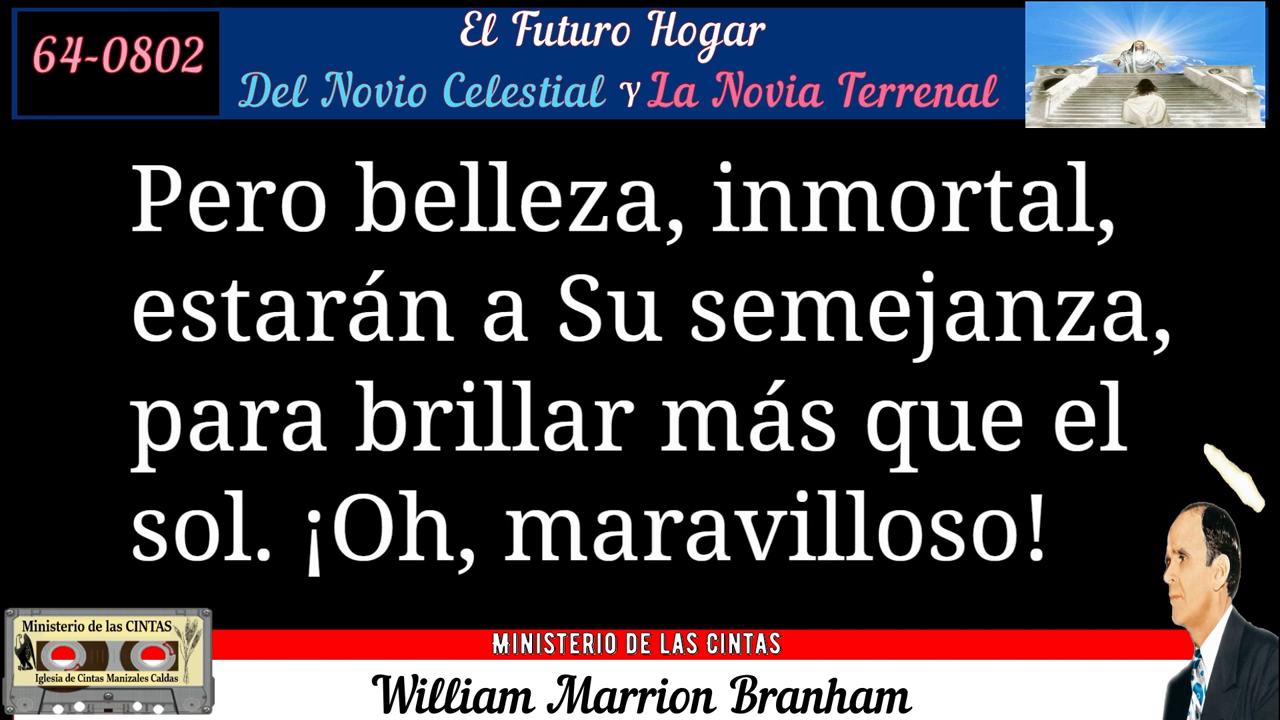 64-0802
El Futuro Hogar
Del Novio Celestial Y La Novia Terrenal
Pero belleza, inmortal,
estarán a Su semejanza,
para brillar más que el
sol. ¡Oh, maravilloso!
Ministerio de las CINTAS
Iglesia de Cintas Manizales Caldas
MINISTERIO DE LAS CINTAS
William Marrion Branham